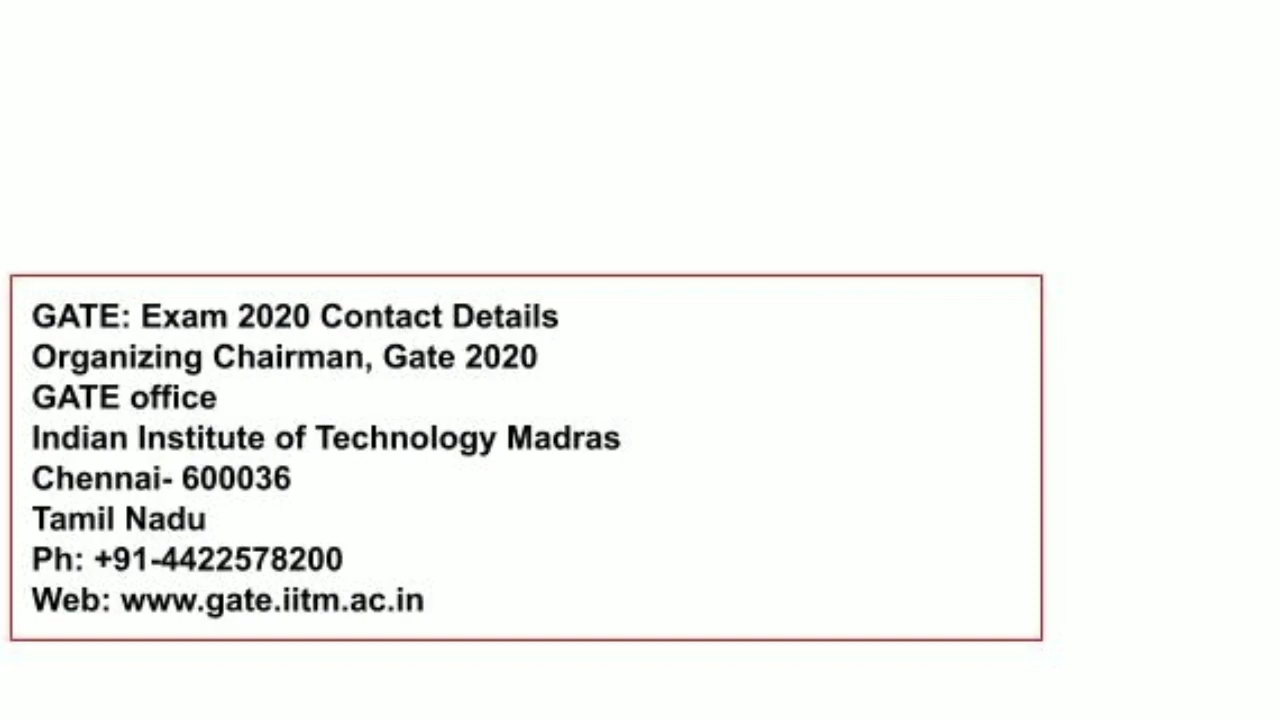 GATE: Exam 2020 Contact Details
Organizing Chairman, Gate 2020
GATE office
Indian Institute of Technology Madras
Chennai- 600036
Tamil Nadu
Ph: +91-4422578200
Web: www.gate.iitm.ac.in